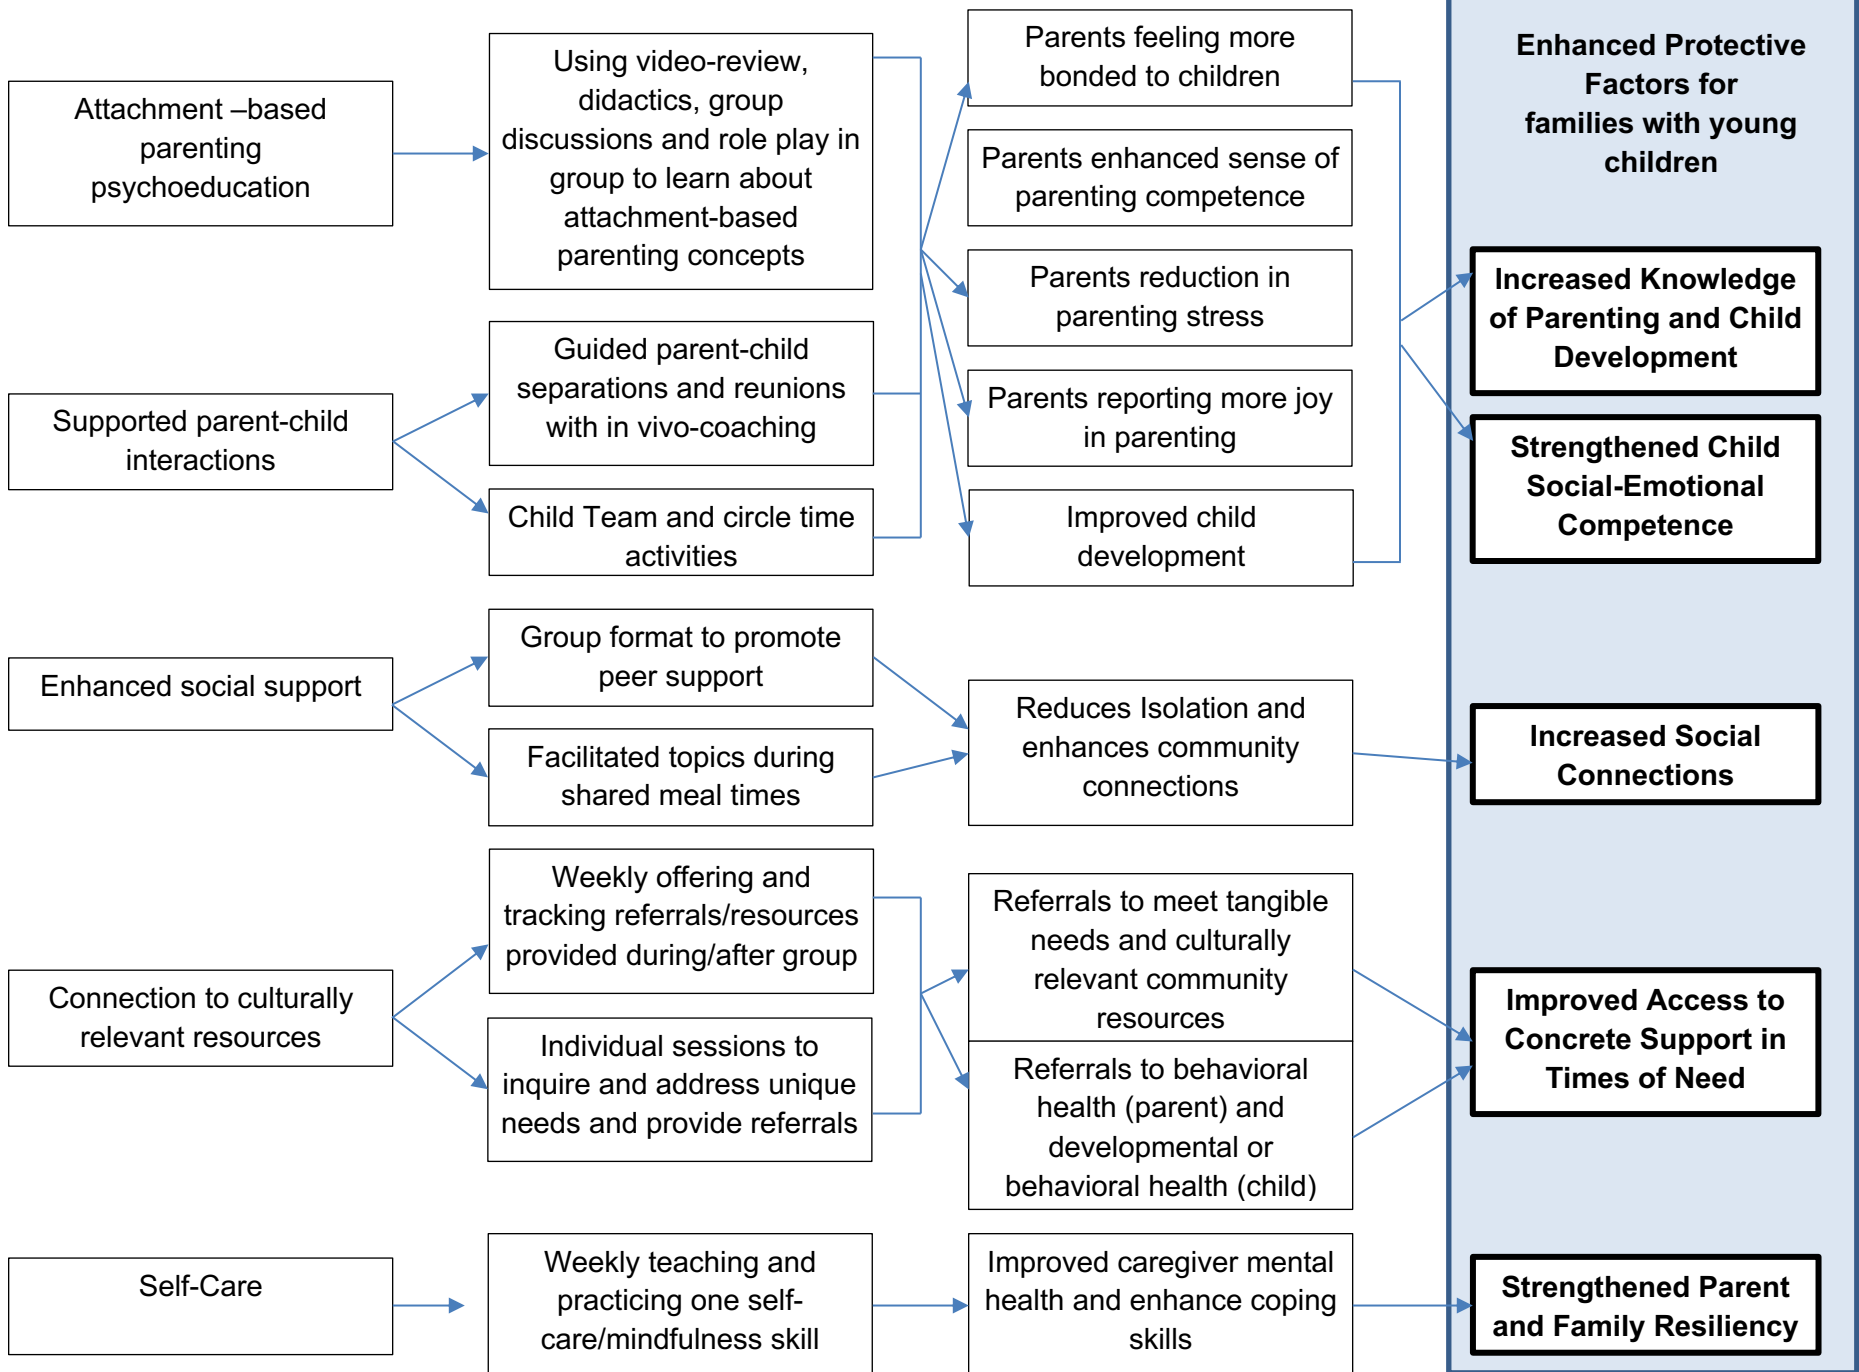 Attachment –based
parenting
psychoeducation
Supported parent-child
interactions
Enhanced social support
Connection to culturally
relevant resources
Self-Care
Using video-review,
didactics, group
discussions and role play in
group to learn about
attachment-based
parenting concepts
Guided parent-child
separations and reunions
with in vivo-coaching
Child Team and circle time
activities
Group format to promote
peer support
Facilitated topics during
shared meal times
Weekly offering and
tracking referrals/resources
provided during/after group
Individual sessions to
inquire and address unique
needs and provide referrals
Weekly teaching and
practicing one self-
care/mindfulness skill
Parents feeling more
bonded to children
Parents enhanced sense of
parenting competence
Parents reduction in
parenting stress
Parents reporting more joy
in parenting
Improved child
development
Reduces Isolation and
enhances community
connections
Referrals to meet tangible
needs and culturally
relevant community
resources
Referrals to behavioral
health (parent) and
developmental or
behavioral health (child)
Improved caregiver mental
health and enhance coping
skills
Enhanced Protective
Factors for
families with young
children
Increased Knowledge
of Parenting and Child
Development
Strengthened Child
Social-Emotional
Competence
Increased Social
Connections
Improved Access to
Concrete Support in
Times of Need
Strengthened Parent
and Family Resiliency